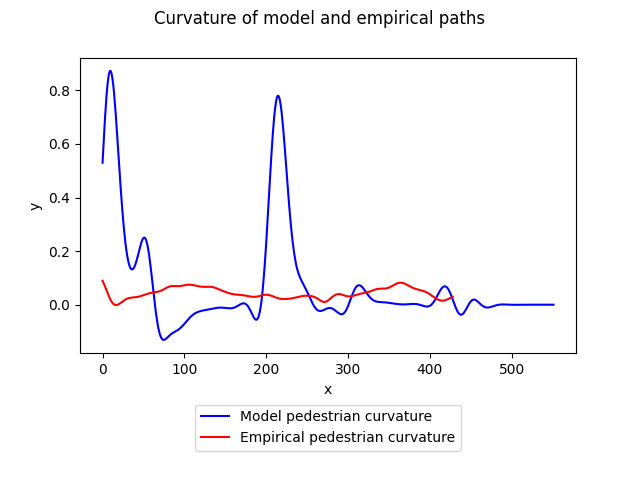 Curvature of model and empirical paths
y
0.8
0.6
0.4
0.2
0.0
0 100 200 300 400 500
x
Model pedestrian curvature
Empirical pedestrian curvature